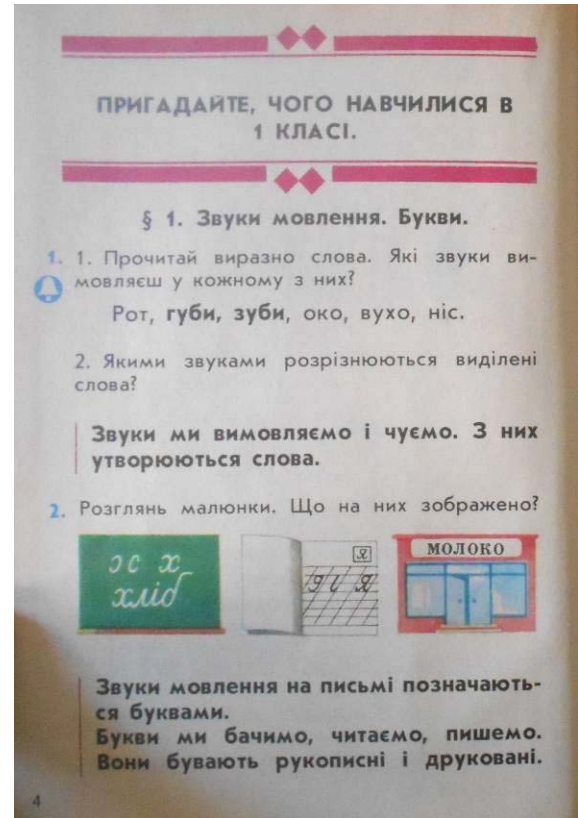 ПРИГАДАЙТЕ, ЧОГО НАВЧИЛИСЯ В
1 КЛАСІ.
§ 1. Звуки мовлення. Букви.
1. 1. Прочитай виразно слова. Які звуки ви-
мовляєш у кожному з них?
Рот, губи, зуби, око, вухо, ніс.
2. Якими звуками розрізнюються виділені
слова?
Звуки ми вимовляємо і чуємо. З них
утворюються слова.
2. Розглянь малюнки. Що на них зображено?
х
хліб
я
я
МОЛОКО
Звуки мовлення на письмі позначають-
ся буквами.
Букви ми бачимо, читаємо, пишемо.
Вони бувають рукописні і друковані.
4